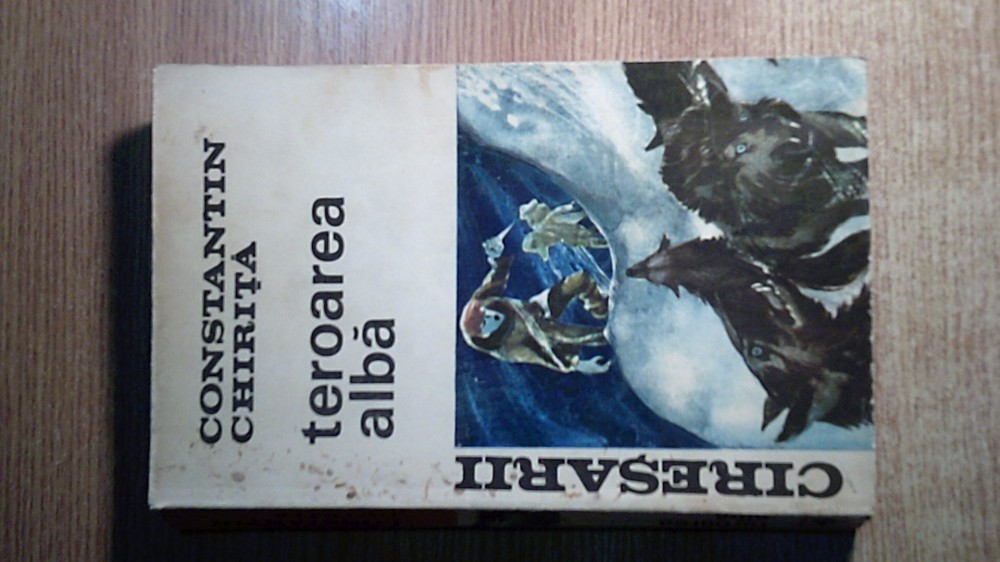 CONSTANTIN
CHIRIȚĂ
teroarea
albă
CIREȘARII